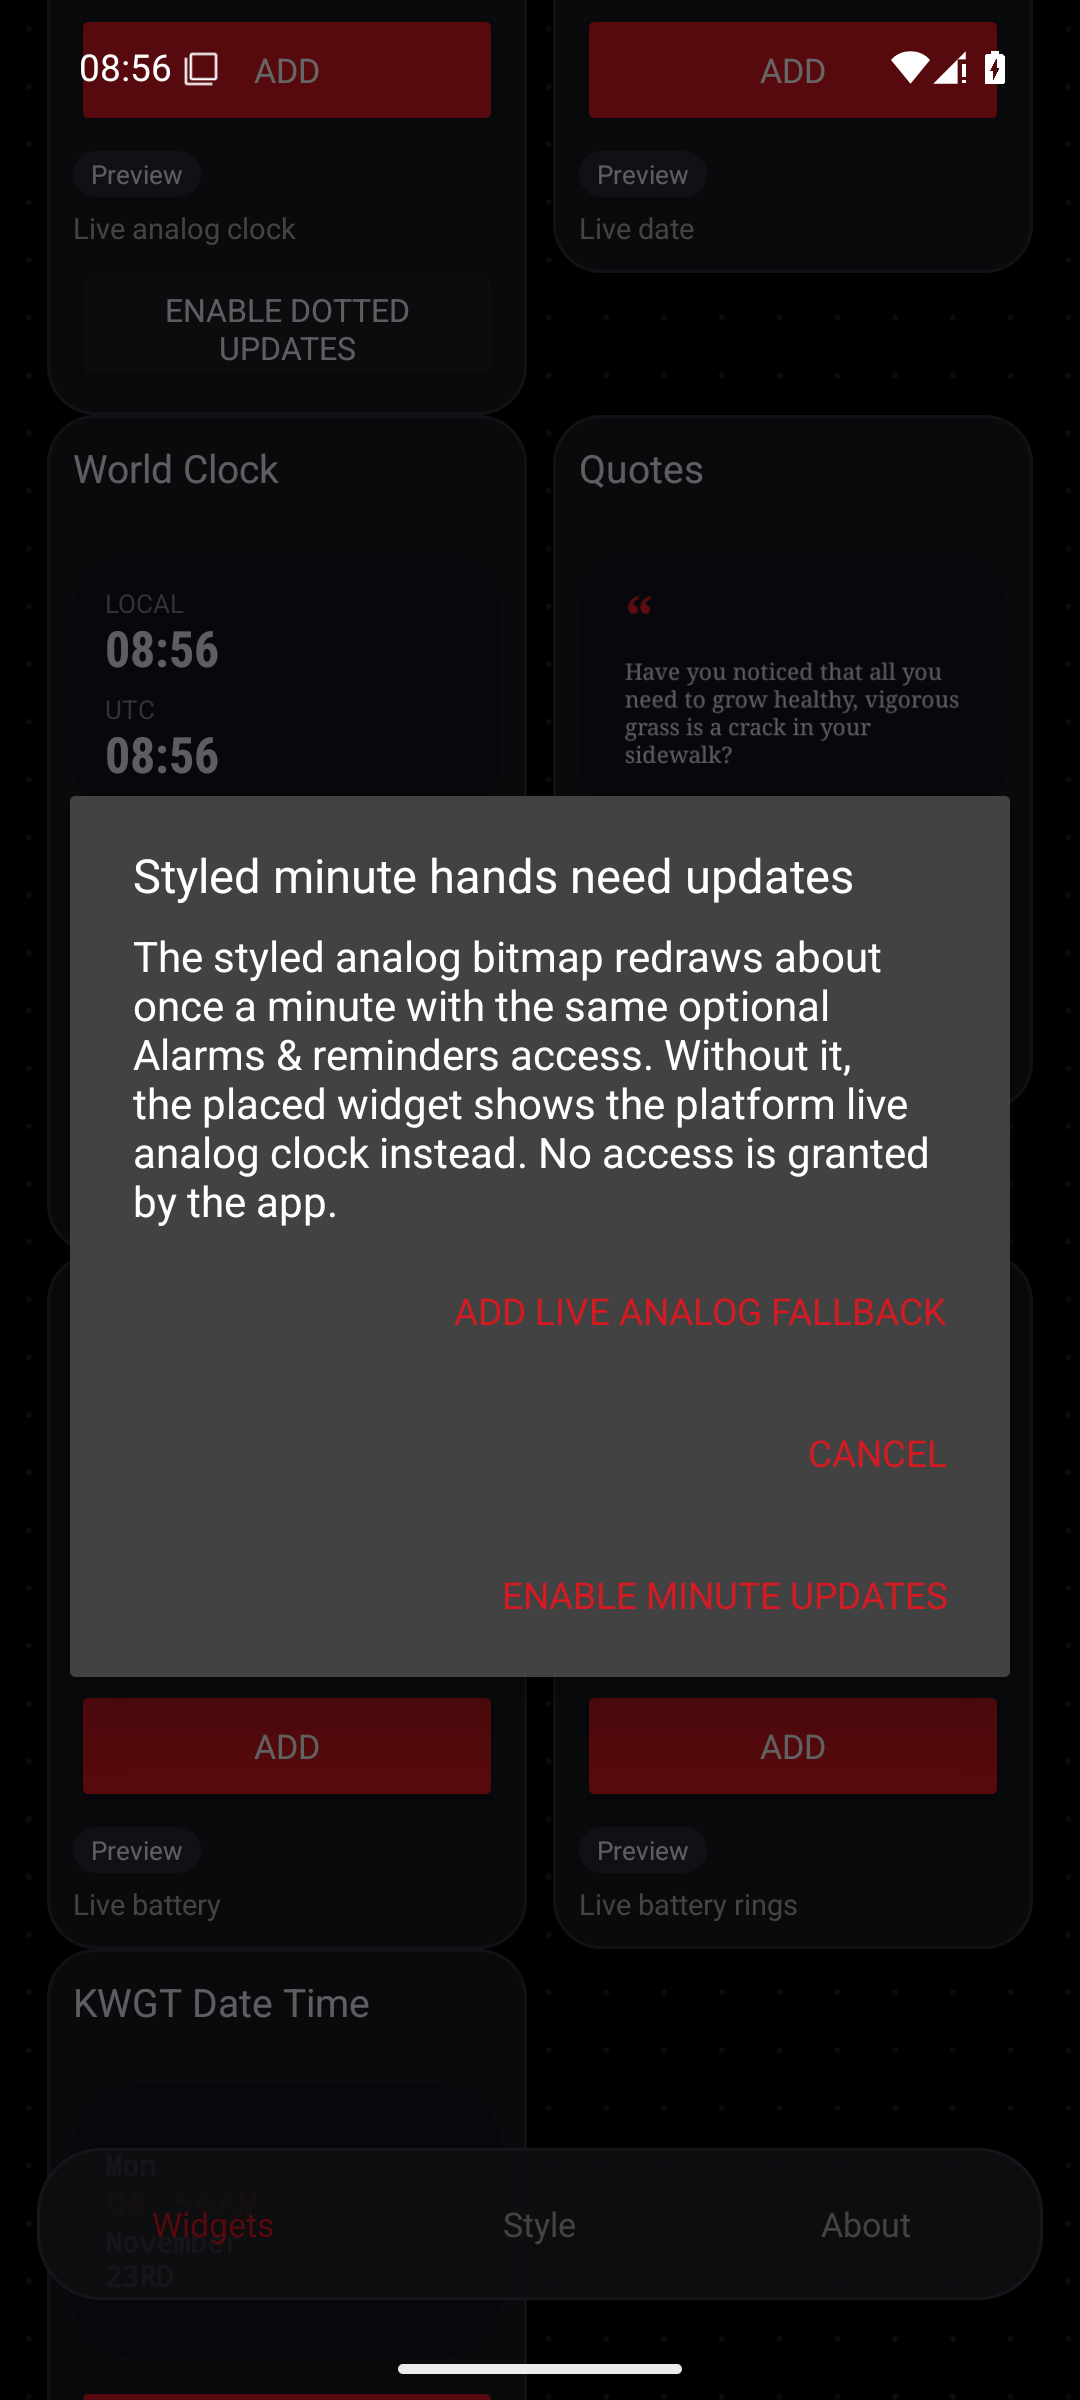 08:56
ADD
ADD
Preview
Preview
Live analog clock
Live date
ENABLE DOTTED
UPDATES
World Clock
Quotes
LOCAL
08:56
UTC
08:56
“
Have you noticed that all you
need to grow healthy, vigorous
grass is a crack in your
sidewalk?
Styled minute hands need updates
The styled analog bitmap redraws about
once a minute with the same optional
Alarms & reminders access. Without it,
the placed widget shows the platform live
analog clock instead. No access is granted
by the app.
ADD LIVE ANALOG FALLBACK
CANCEL
ENABLE MINUTE UPDATES
ADD
ADD
Preview
Preview
Live battery
Live battery rings
KWGT Date Time
Mon
08:56AM
Widgets
Style
About
November
23RD